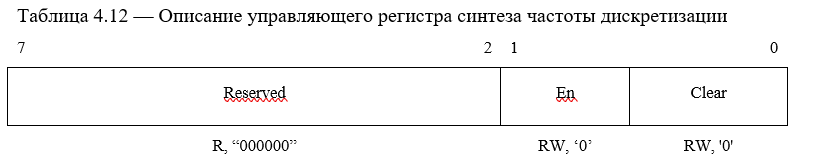 Таблица 4.12 — Описание управляющего регистра синтеза частоты дискретизации
7 2 1 0
Reserved En Clear
R, “000000” RW, ‘0’ RW, '0'